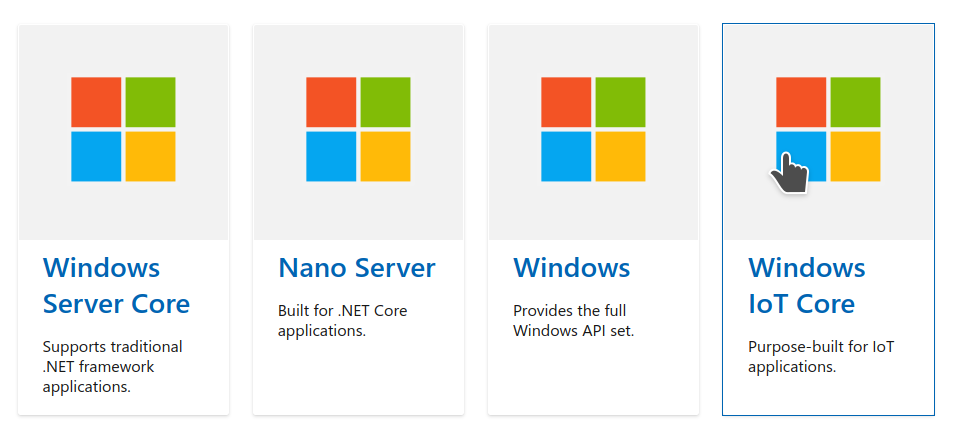 Windows
Server Core
Supports traditional
.NET framework
applications.
Nano Server
Built for .NET Core
applications.
Windows
Provides the full
Windows API set.
Windows
IoT Core
Purpose-built for IoT
applications.